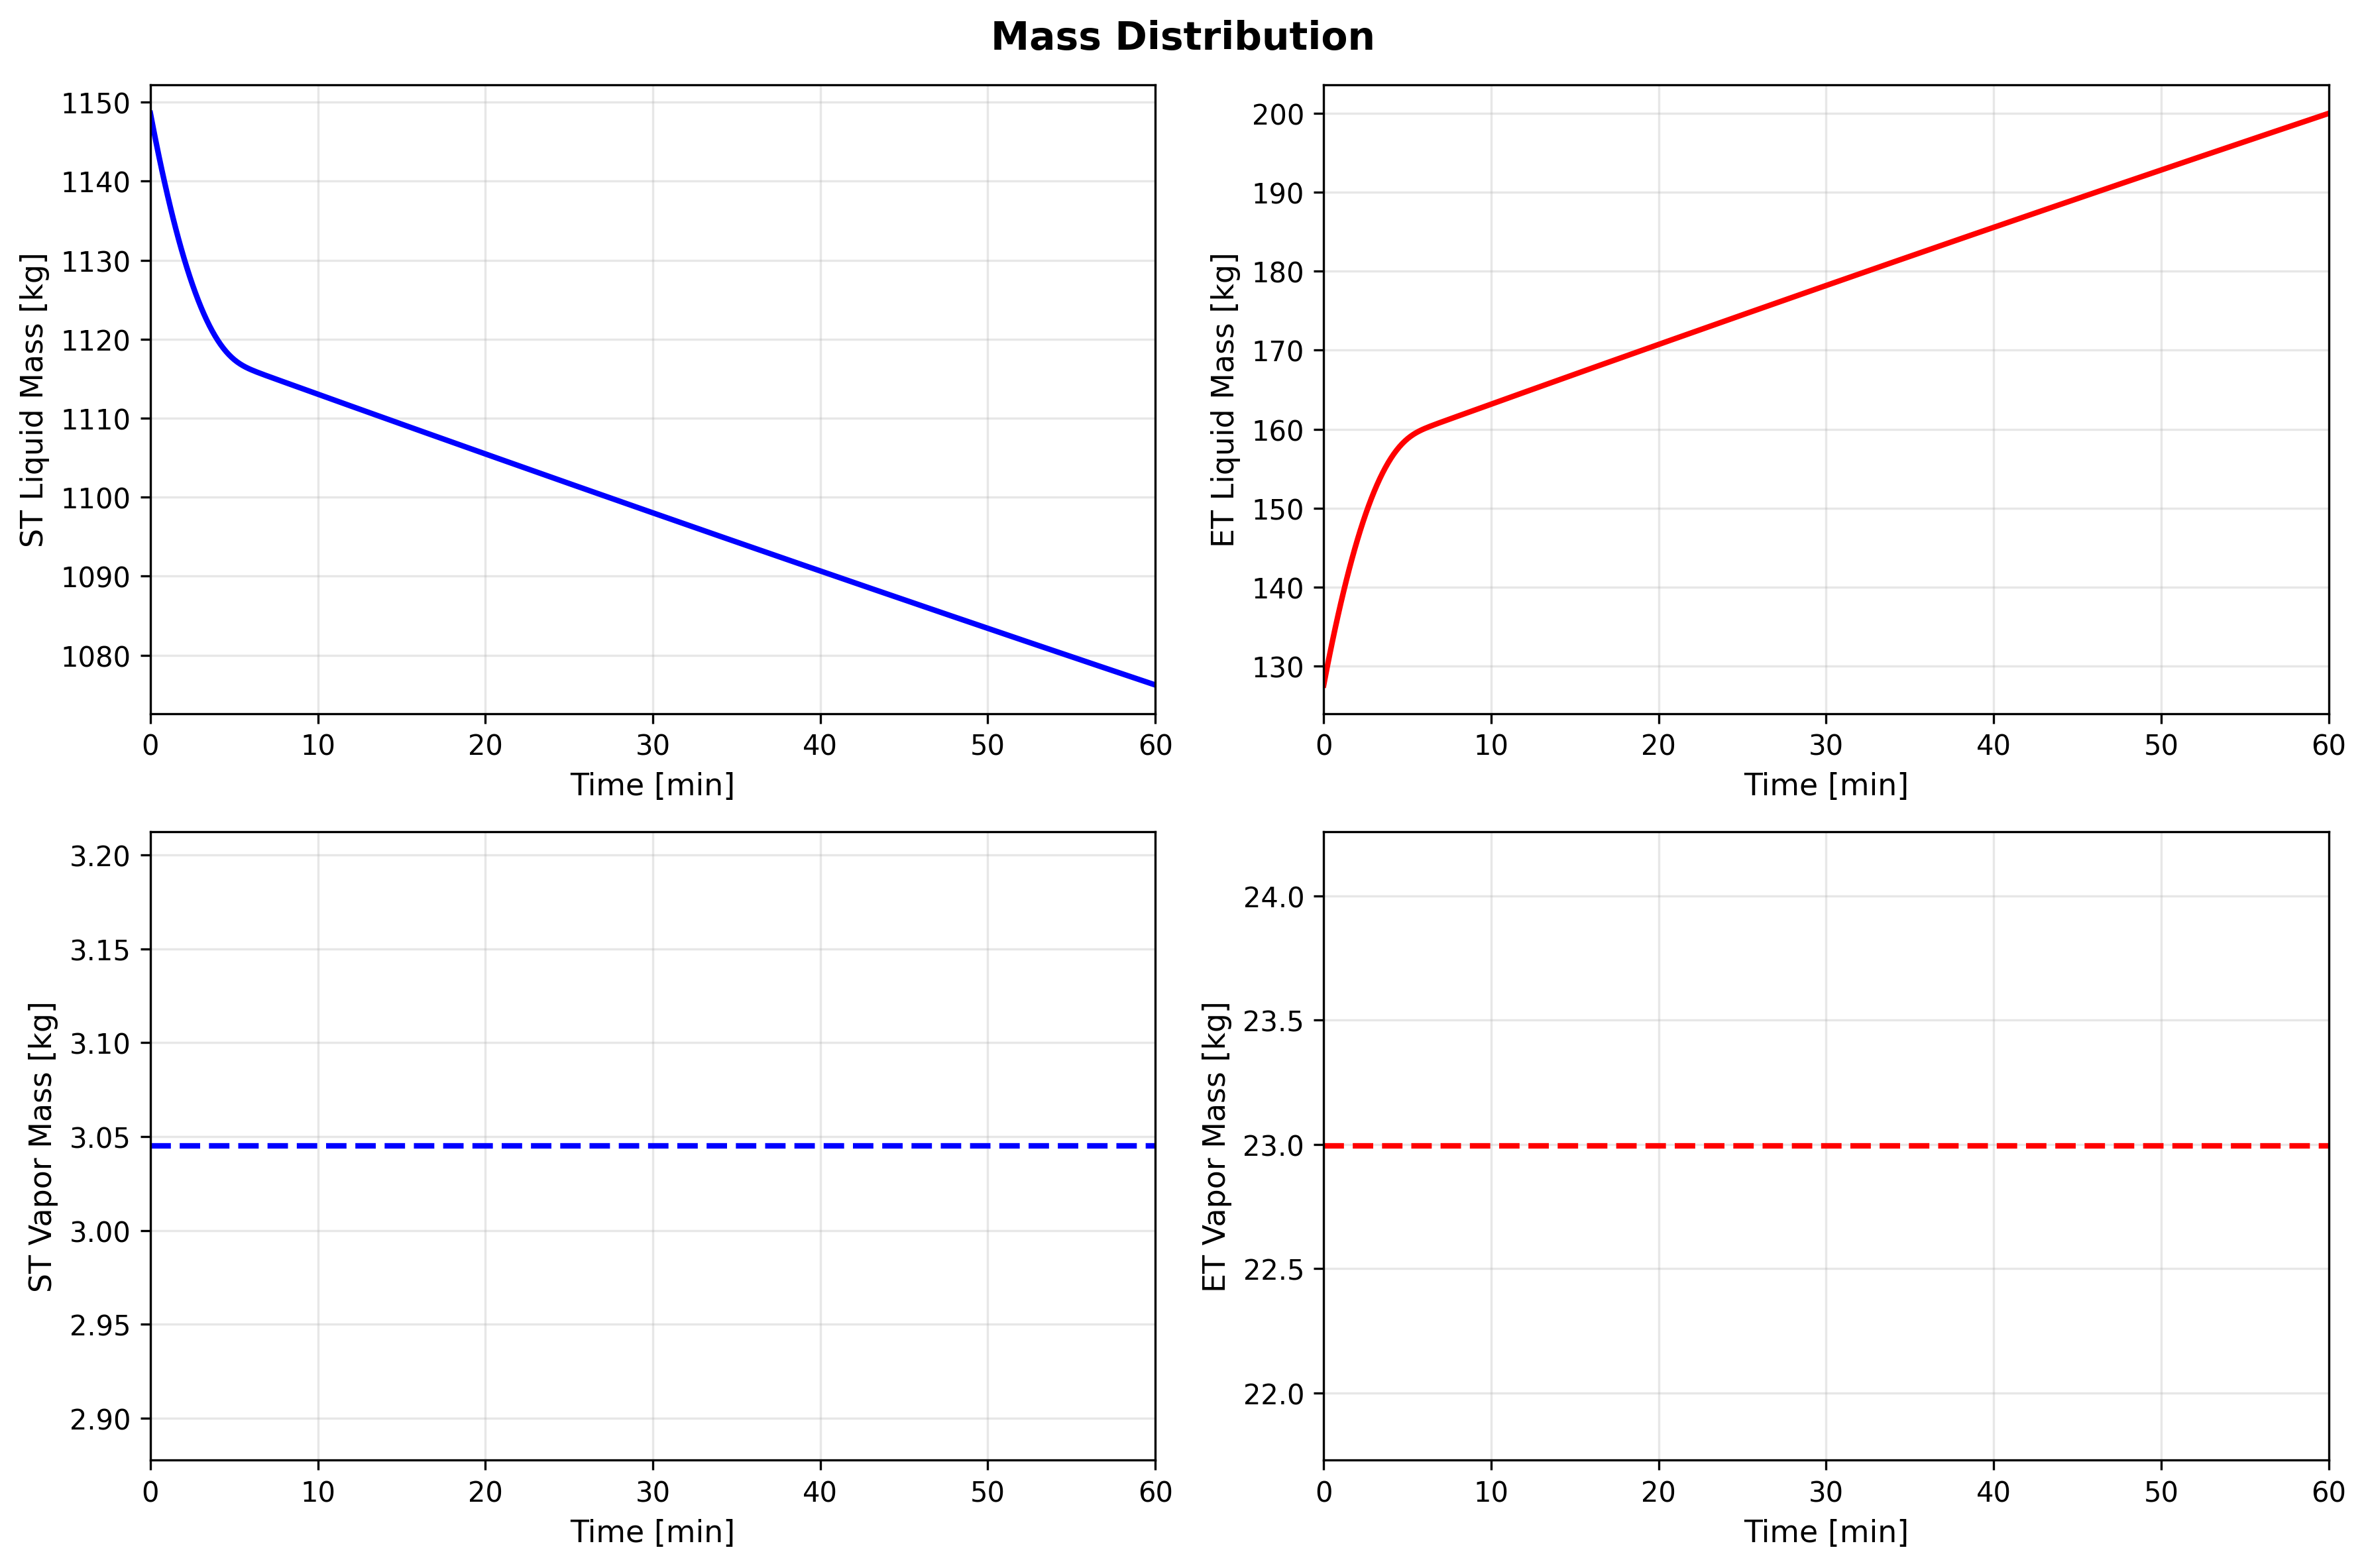 Mass Distribution
ST Liquid Mass [kg]
1150
1140
1130
1120
1110
1100
1090
1080
0 10 20 30 40 50 60
Time [min]
ET Liquid Mass [kg]
200
190
180
170
160
150
140
130
0 10 20 30 40 50 60
Time [min]
ST Vapor Mass [kg]
3.20
3.15
3.10
3.05
3.00
2.95
2.90
0 10 20 30 40 50 60
Time [min]
ET Vapor Mass [kg]
24.0
23.5
23.0
22.5
22.0
0 10 20 30 40 50 60
Time [min]